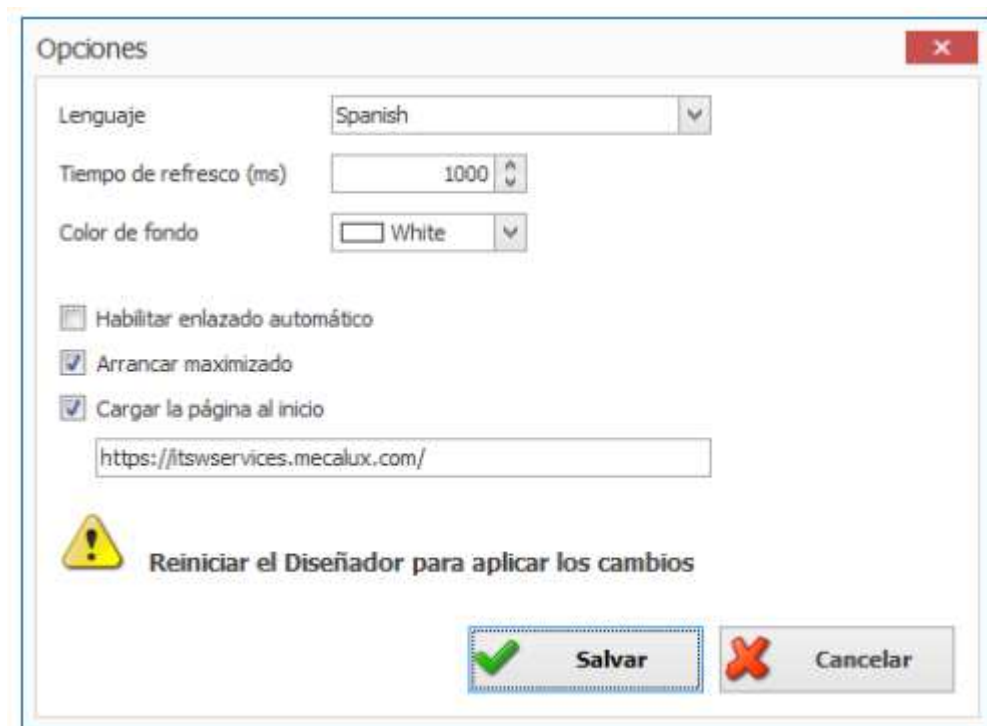 Opciones
Lenguaje Spanish
Tiempo de refresco (ms) 1000
Color de fondo White
Habilitar enlazado automático
Arrancar maximizado
Cargar la página al inicio
https://itswservices.mecalux.com/
Reiniciar el Diseñador para aplicar los cambios
Salvar Cancelar